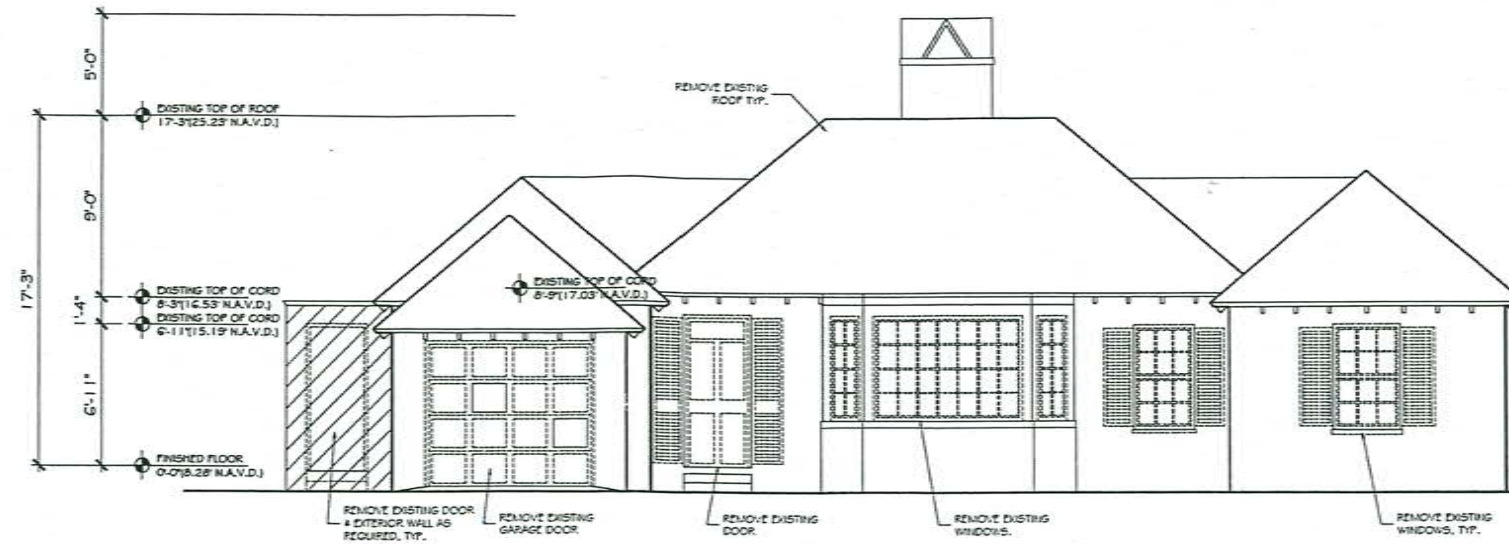 5'-0"
EXISTING TOP OF ROOF
17'-3"(25.23' N.A.V.D.)
REMOVE EXISTING
ROOF TYP.
9'-0"
17'-3"
EXISTING TOP OF CORD
8'-3"(16.53' N.A.V.D.)
1'-4"
EXISTING TOP OF CORD
6'-11"(15.19' N.A.V.D.)
EXISTING TOP OF CORD
8'-9"(17.03' N.A.V.D.)
6'-11"
FINISHED FLOOR
0'-0"(8.28' N.A.V.D.)
REMOVE EXISTING DOOR
& EXTERIOR WALL AS
REQUIRED, TYP.
REMOVE EXISTING
GARAGE DOOR
REMOVE EXISTING
DOOR.
REMOVE EXISTING
WINDOWS.
REMOVE EXISTING
WINDOWS, TYP.